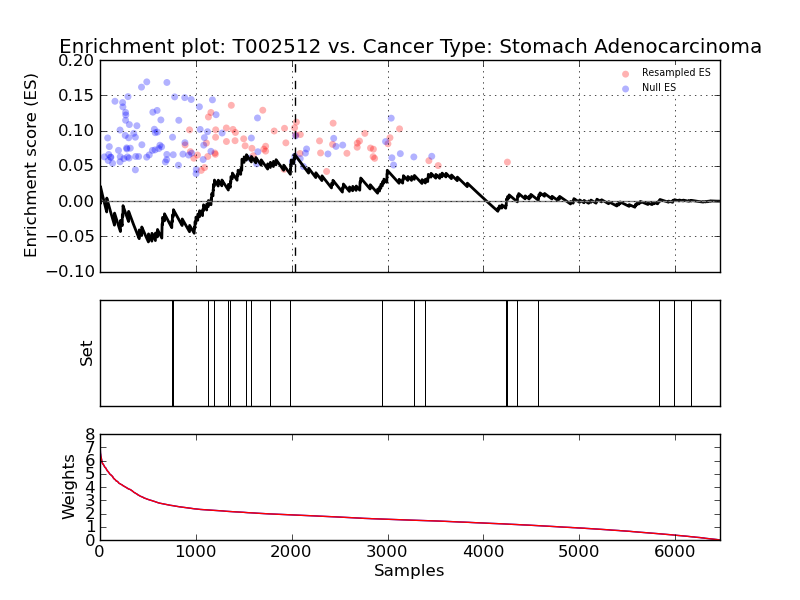 Enrichment plot: T002512 vs. Cancer Type: Stomach Adenocarcinoma
Enrichment score (ES)
0.20
0.15
0.10
0.05
0.00
−0.05
−0.10
Resampled ES
Null ES
Set
Weights
8
7
6
5
4
3
2
1
0
0 1000 2000 3000 4000 5000 6000
Samples